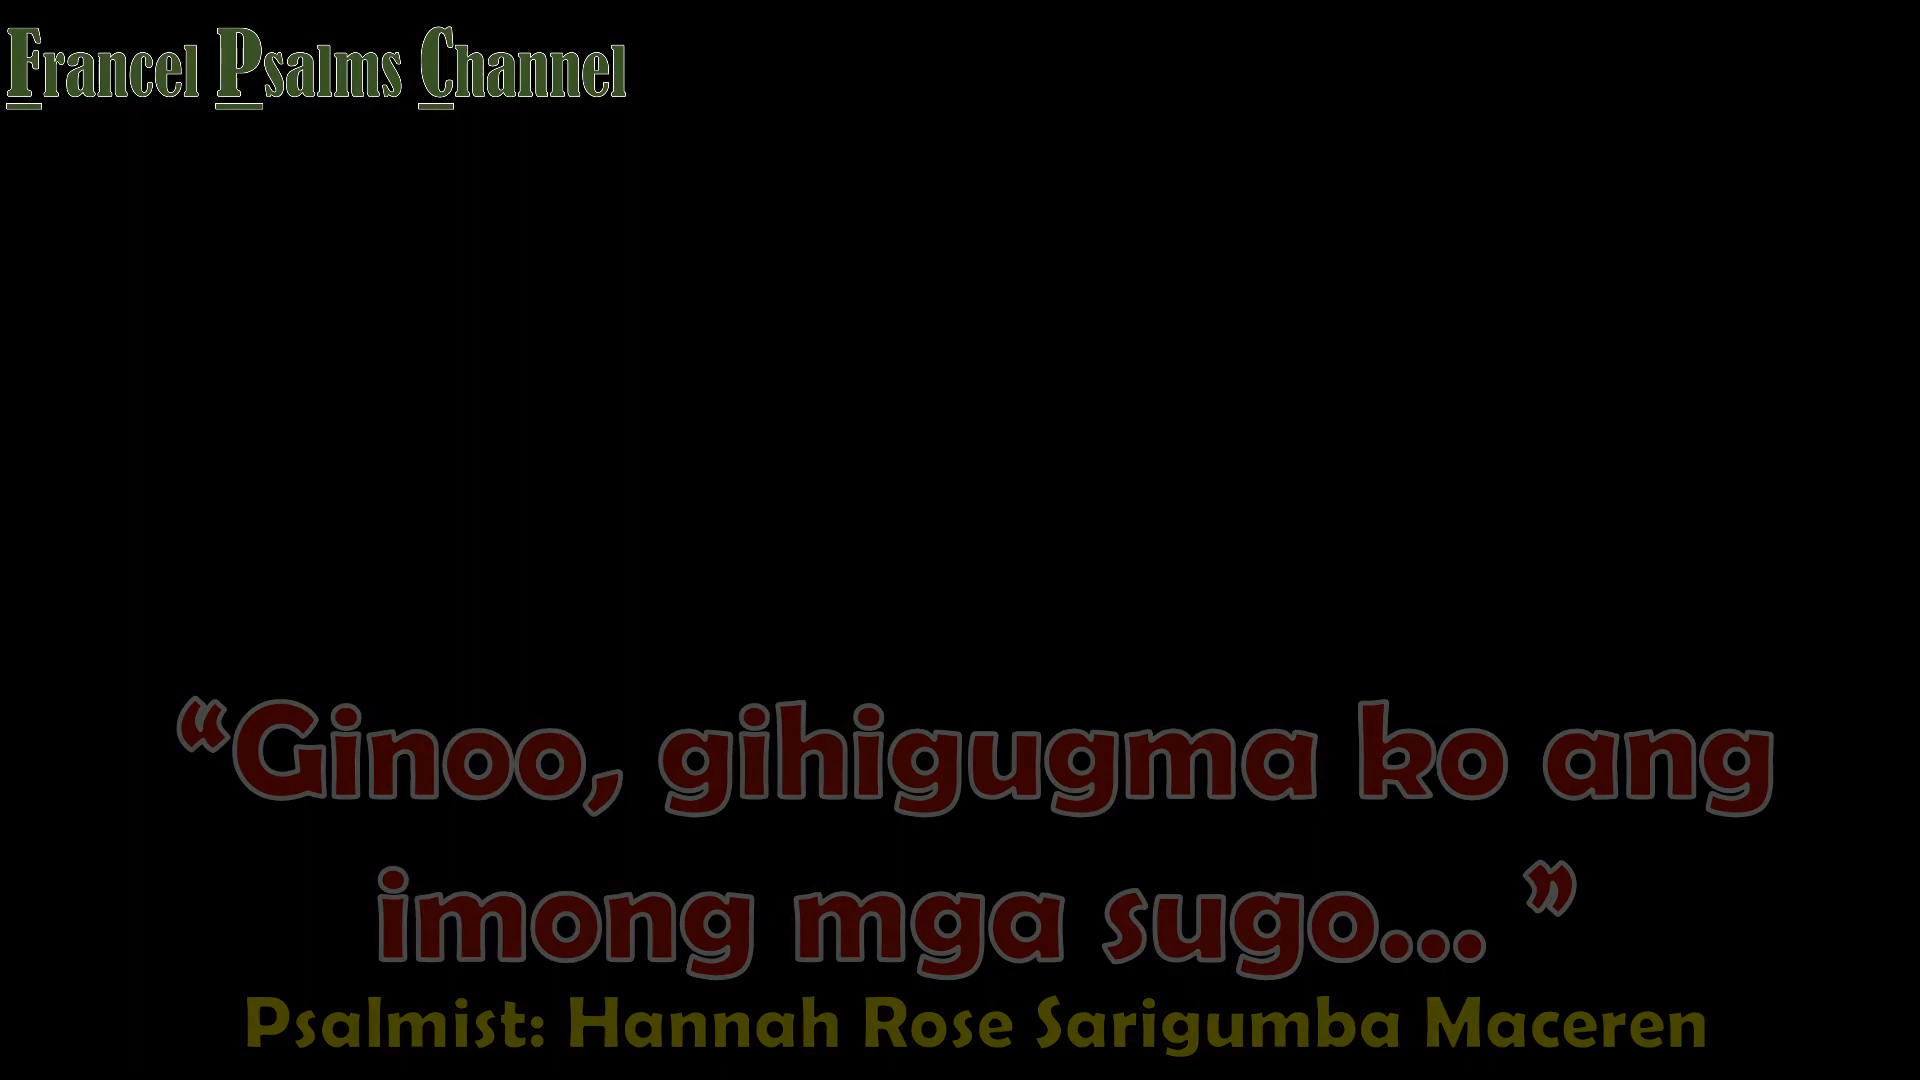 Francel Psalms Channel
“Ginoo, gihigugma ko ang
imong mga sugo... ”
Psalmist: Hannah Rose Sarigumba Maceren